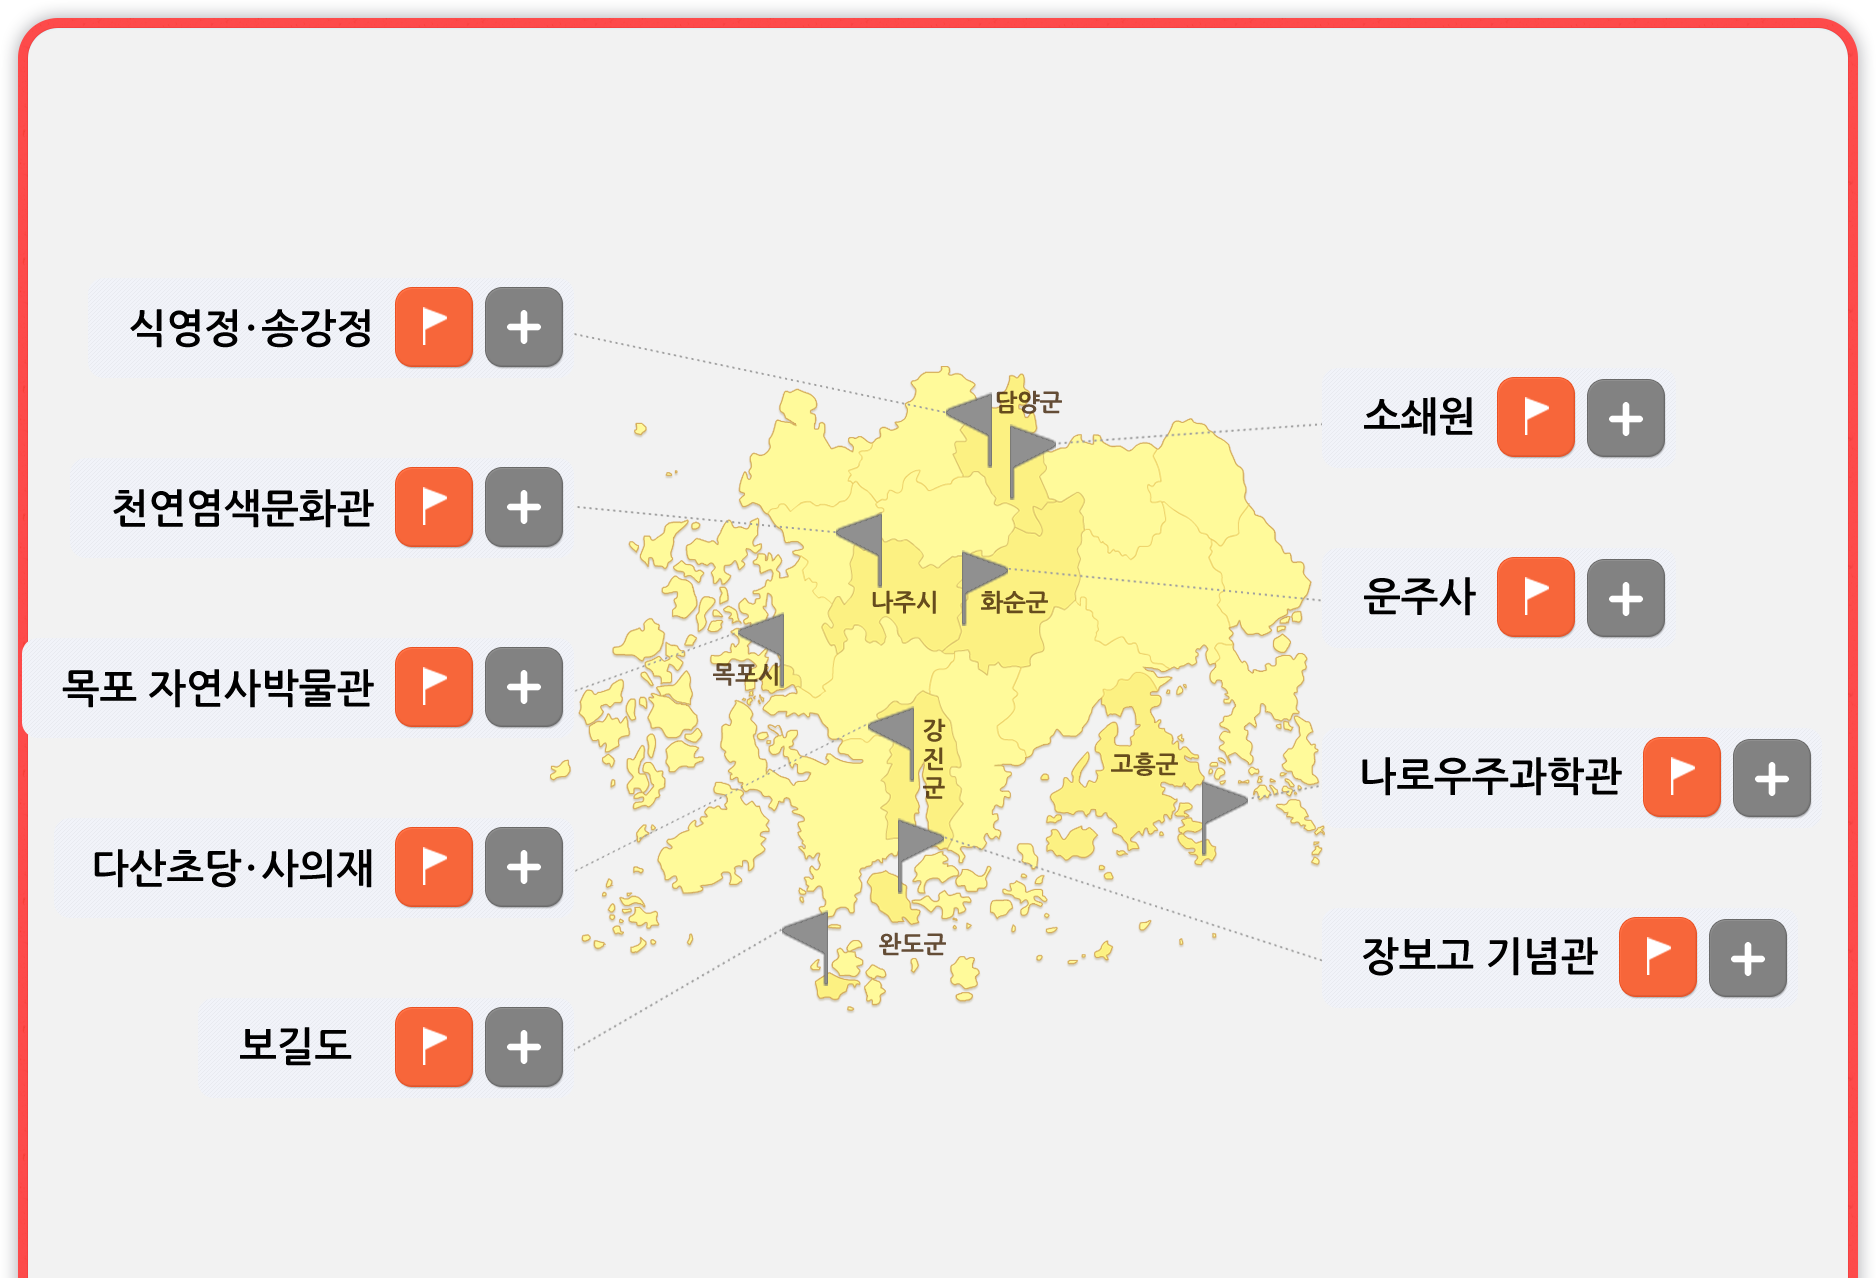 식영정·송강정
천연염색문화관
목포 자연사박물관
다산초당·사의재
보길도
담양군
나주시
화순군
목포시
강
진
군
고흥군
완도군
소쇄원
운주사
나로우주과학관
장보고 기념관